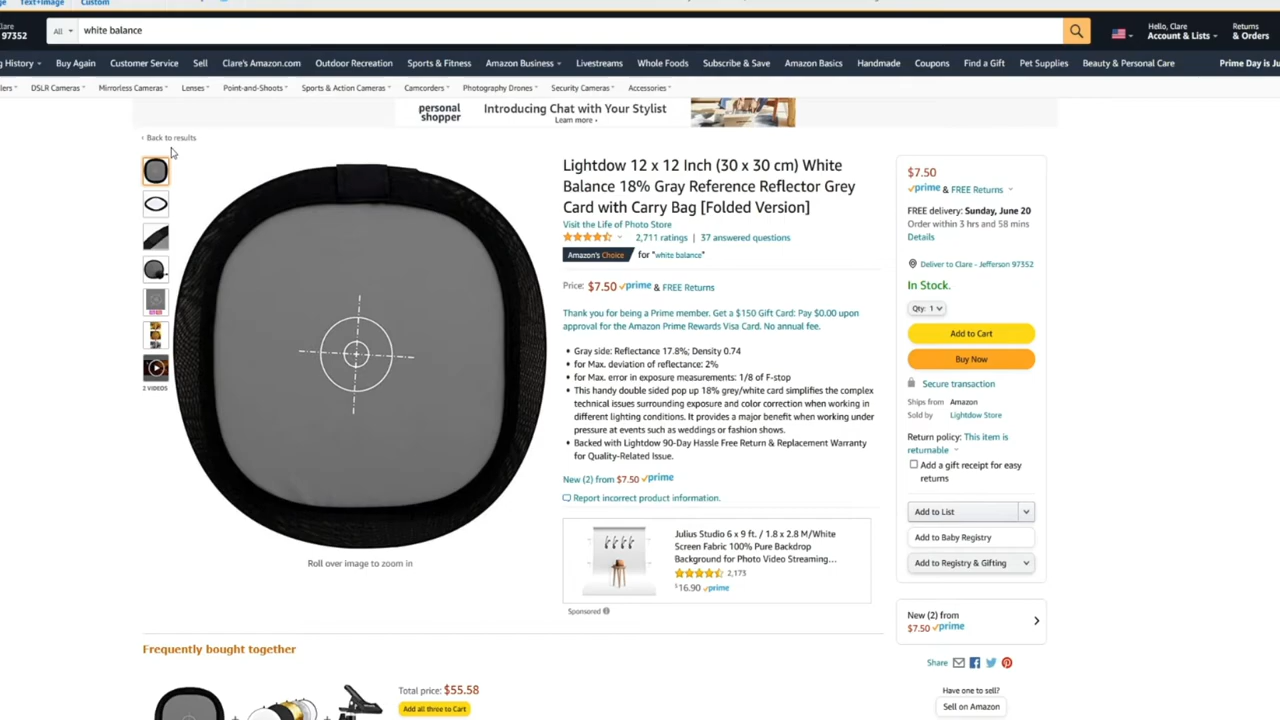 Text+Image Custom
Clare
97352
All
white balance
Hello, Clare
Account & Lists
Returns
& Orders
g History Buy Again Customer Service Sell Clare's Amazon.com Outdoor Recreation Sports & Fitness Amazon Business Livestreams Whole Foods Subscribe & Save Amazon Basics Handmade Coupons Find a Gift Pet Supplies Beauty & Personal Care Prime Day is Ju
lers DSLR Cameras Mirrorless Cameras Lenses Point-and-Shoots Sports & Action Cameras Camcorders Photography Drones Security Cameras Accessories
personal
shopper
Introducing Chat with Your Stylist
Learn more
‹ Back to results
2 VIDEOS
Roll over image to zoom in
Lightdow 12 x 12 Inch (30 x 30 cm) White
Balance 18% Gray Reference Reflector Grey
Card with Carry Bag [Folded Version]
Visit the Life of Photo Store
2,711 ratings | 37 answered questions
Amazon's Choice for "white balance"
Price: $7.50 prime & FREE Returns
Thank you for being a Prime member. Get a $150 Gift Card: Pay $0.00 upon
approval for the Amazon Prime Rewards Visa Card. No annual fee.
• Gray side: Reflectance 17.8%; Density 0.74
• for Max. deviation of reflectance: 2%
• for Max. error in exposure measurements: 1/8 of F-stop
• This handy double sided pop up 18% grey/white card simplifies the complex
technical issues surrounding exposure and color correction when working in
different lighting conditions. It provides a major benefit when working under
pressure at events such as weddings or fashion shows.
• Backed with Lightdow 90-Day Hassle Free Return & Replacement Warranty
for Quality-Related Issue.
New (2) from $7.50 prime
Report incorrect product information.
Julius Studio 6 x 9 ft. / 1.8 x 2.8 M/White
Screen Fabric 100% Pure Backdrop
Background for Photo Video Streaming...
2,173
$16.90 prime
Sponsored
$7.50
prime & FREE Returns
FREE delivery: Sunday, June 20
Order within 3 hrs and 58 mins
Details
Deliver to Clare - Jefferson 97352
In Stock.
Qty: 1
Add to Cart
Buy Now
Secure transaction
Ships from Amazon
Sold by Lightdow Store
Return policy: This item is
returnable
Add a gift receipt for easy
returns
Add to List
Add to Baby Registry
Add to Registry & Gifting
New (2) from
$7.50 prime
Share
Have one to sell?
Sell on Amazon
Frequently bought together
Total price: $55.58
Add all three to Cart